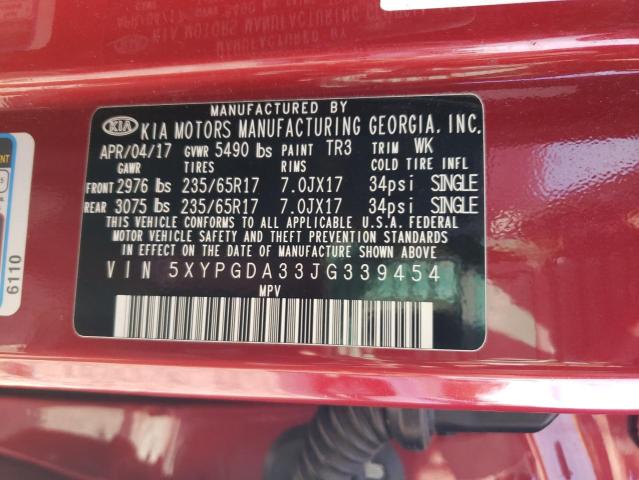 MANUFACTURED BY
KIA KIA MOTORS MANUFACTURING GEORGIA, INC.
APR/04/17 GVWR 5490 lbs PAINT TR3 TRIM WK
GAWR TIRES RIMS COLD TIRE INFL
FRONT 2976 lbs 235/65R17 7.0JX17 34psi SINGLE
REAR 3075 lbs 235/65R17 7.0JX17 34psi SINGLE
THIS VEHICLE CONFORMS TO ALL APPLICABLE U.S.A. FEDERAL
MOTOR VEHICLE SAFETY AND THEFT PREVENTION STANDARDS
IN EFFECT ON THE DATE OF MANUFACTURE SHOWN ABOVE.
VIN 5XYPGDA33JG339454
MPV
6110